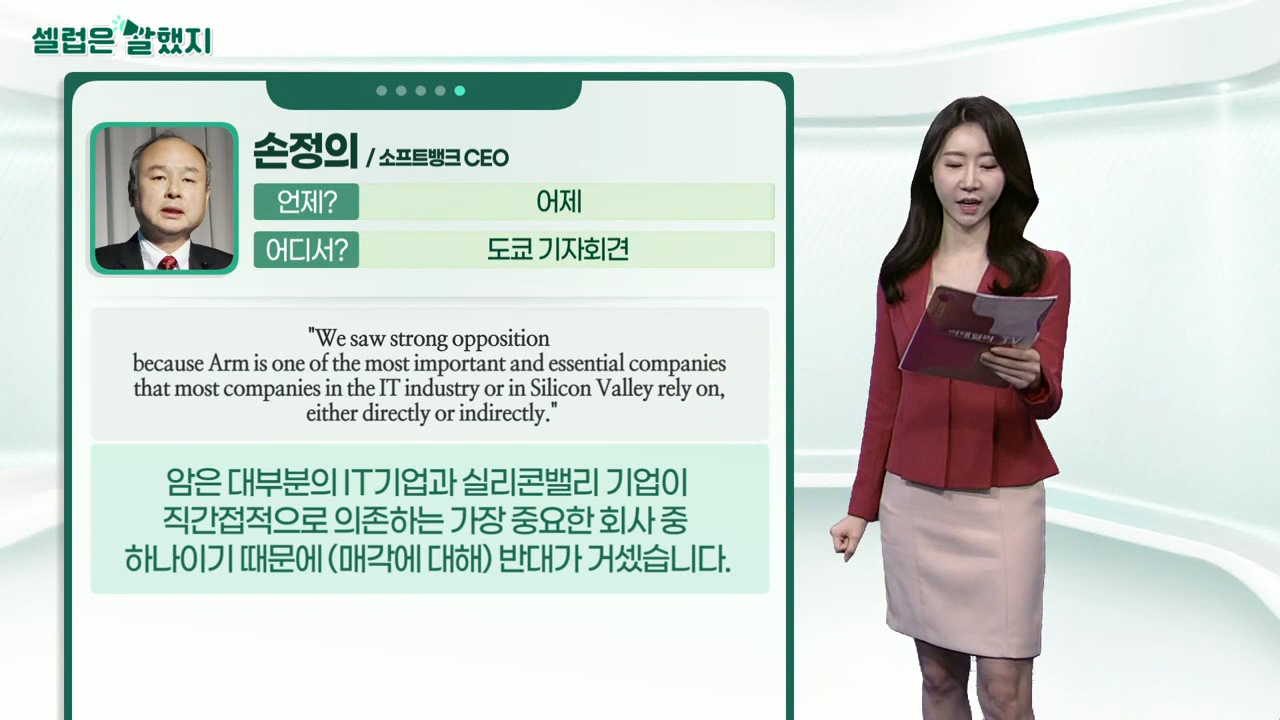 셀럽은 말했지
손정의 / 소프트뱅크 CEO
언제? 어제
어디서? 도쿄 기자회견
"We saw strong opposition
because Arm is one of the most important and essential companies
that most companies in the IT industry or in Silicon Valley rely on,
either directly or indirectly."
암은 대부분의 IT기업과 실리콘밸리 기업이
직간접적으로 의존하는 가장 중요한 회사 중
하나이기 때문에 (매각에 대해) 반대가 거셌습니다.